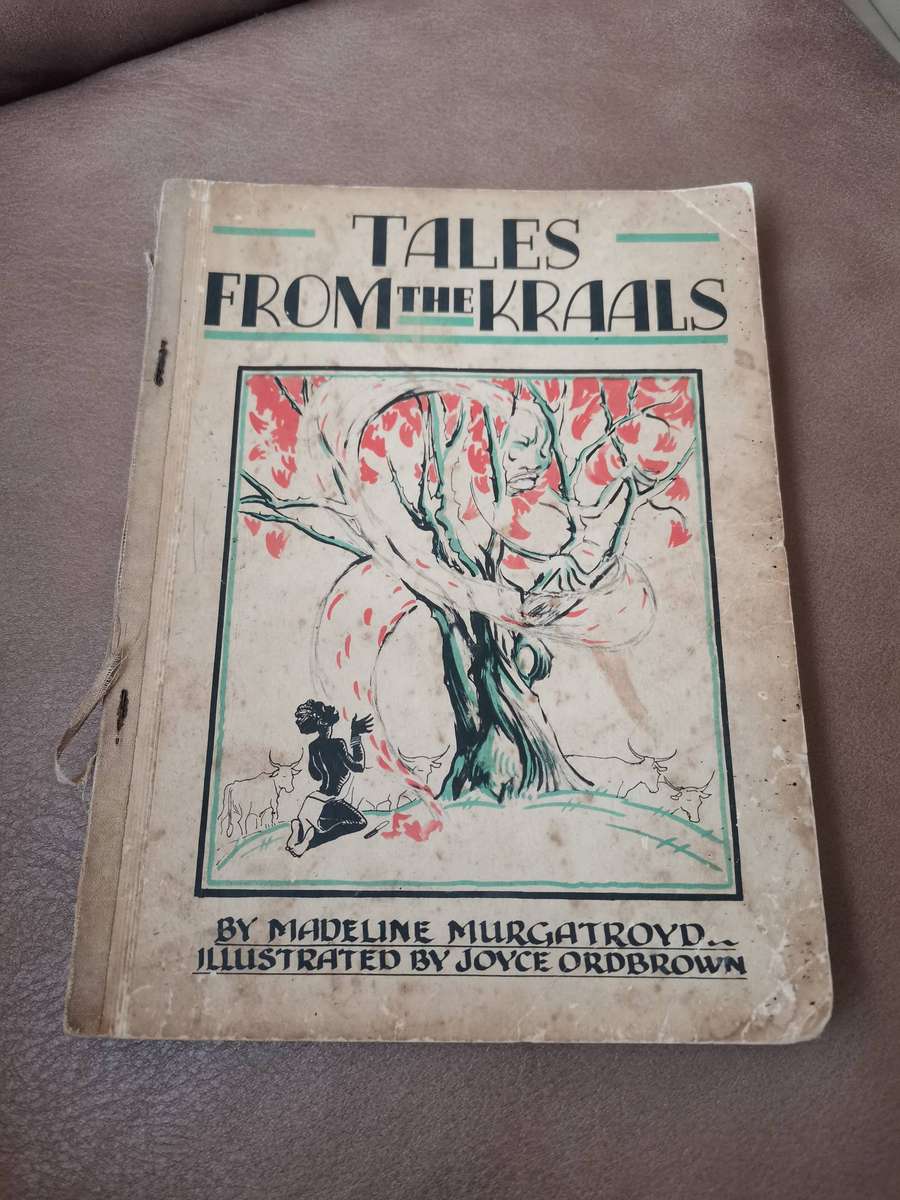 TALES
FROM THE KRAALS
BY MADELINE MURGATROYD..
ILLUSTRATED BY JOYCE ORDBROWN